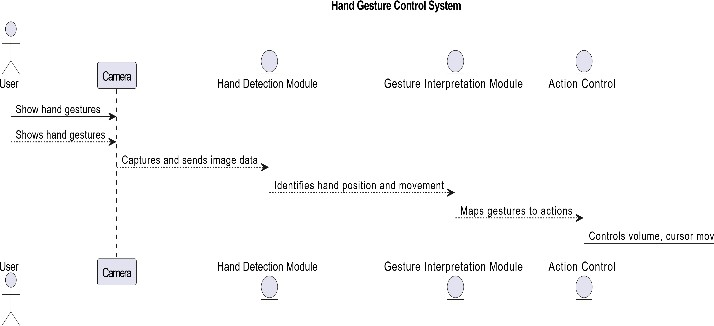 Hand Gesture Control System
User
Camera
Hand Detection Module
Gesture Interpretation Module
Action Control
Show hand gestures
Shows hand gestures
Captures and sends image data
Identifies hand position and movement
Maps gestures to actions
Controls volume, cursor mov
User
Camera
Hand Detection Module
Gesture Interpretation Module
Action Control